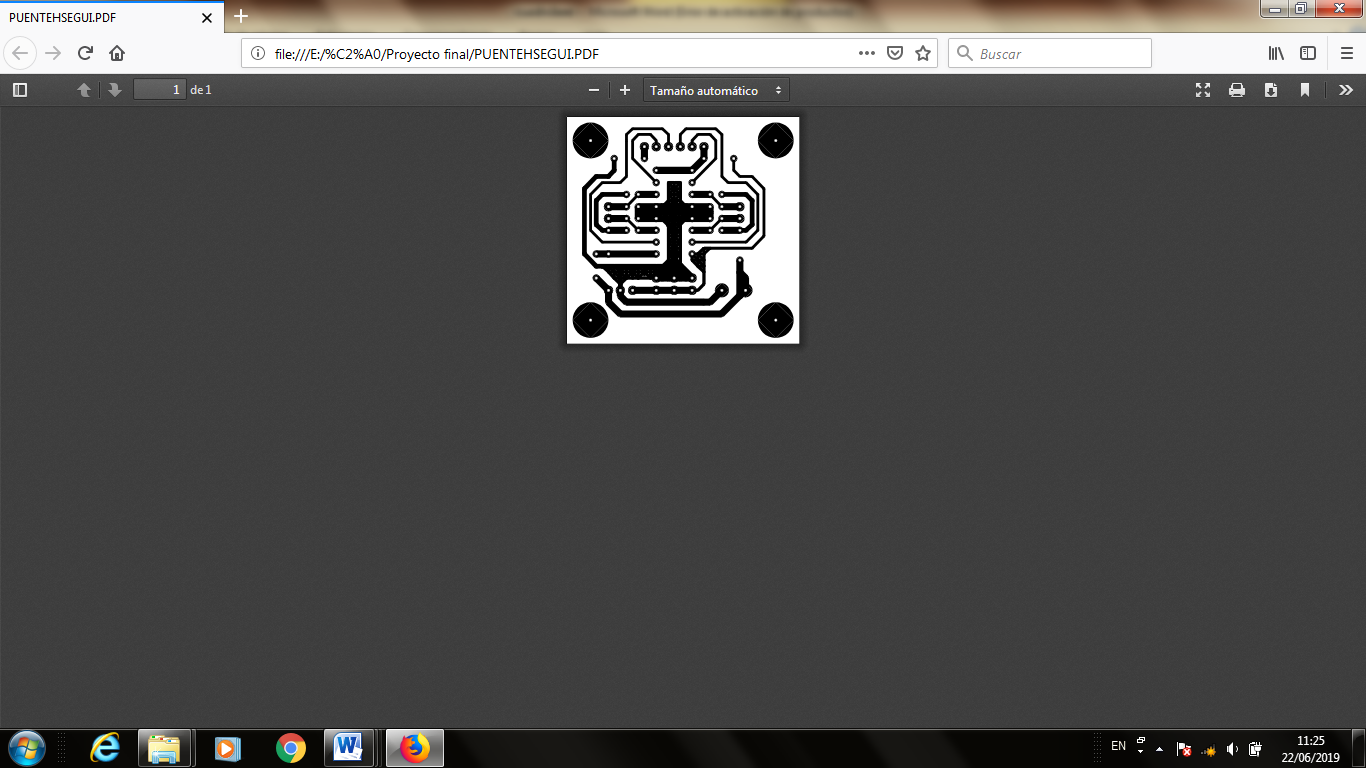 PUENTEHSEGUI.PDF
file:///E:/%C2%A0/Proyecto final/PUENTEHSEGUI.PDF
Buscar
1 de 1
Tamaño automático
EN
11:25
22/06/2019